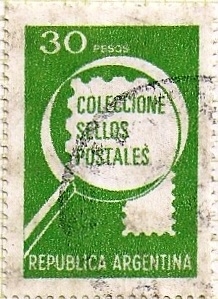 30 PESOS
COLECCIONE
SELLOS
POSTALES
REPUBLICA ARGENTINA